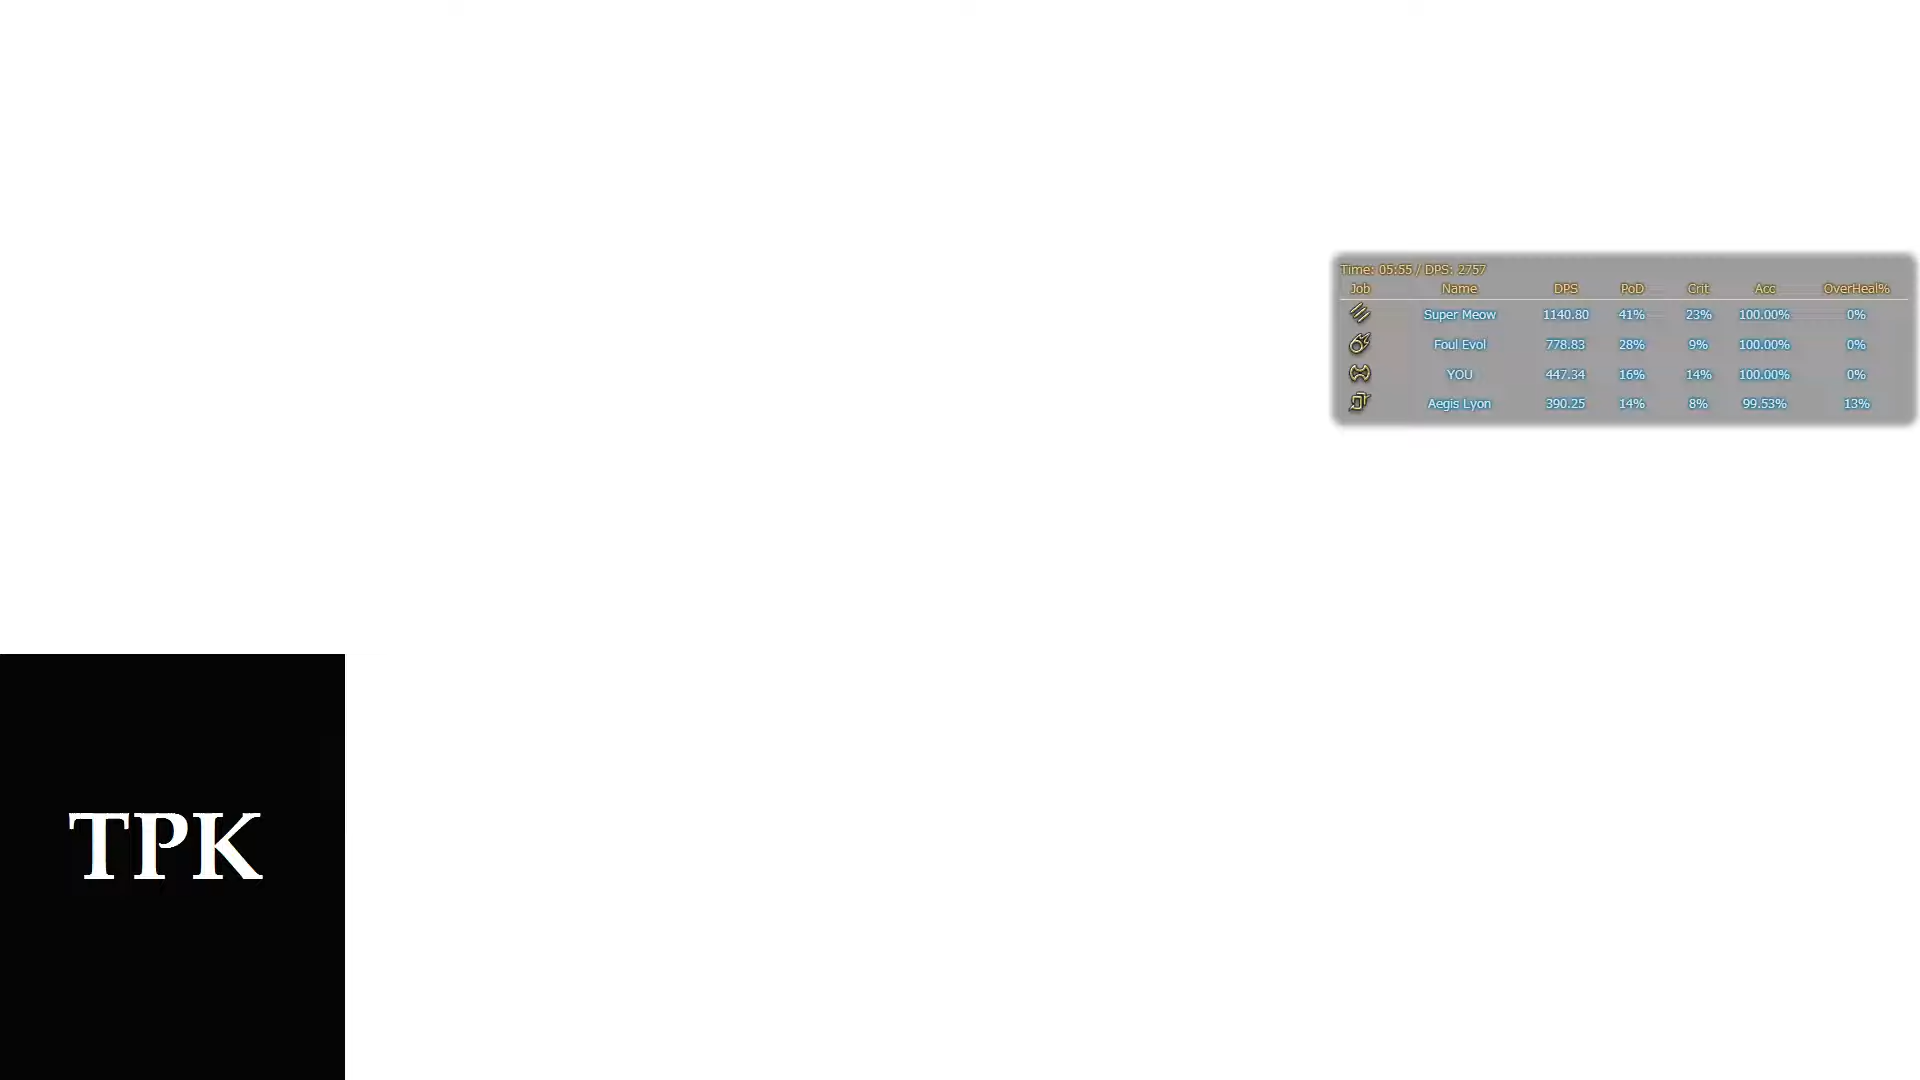 Time: 05:55 / DPS: 2757
Job Name DPS PoD Crit Acc OverHeal%
Super Meow 1140.80 41% 23% 100.00% 0%
Foul Evol 778.83 28% 9% 100.00% 0%
YOU 447.34 16% 14% 100.00% 0%
Aegis Lyon 390.25 14% 8% 99.53% 13%
TPK